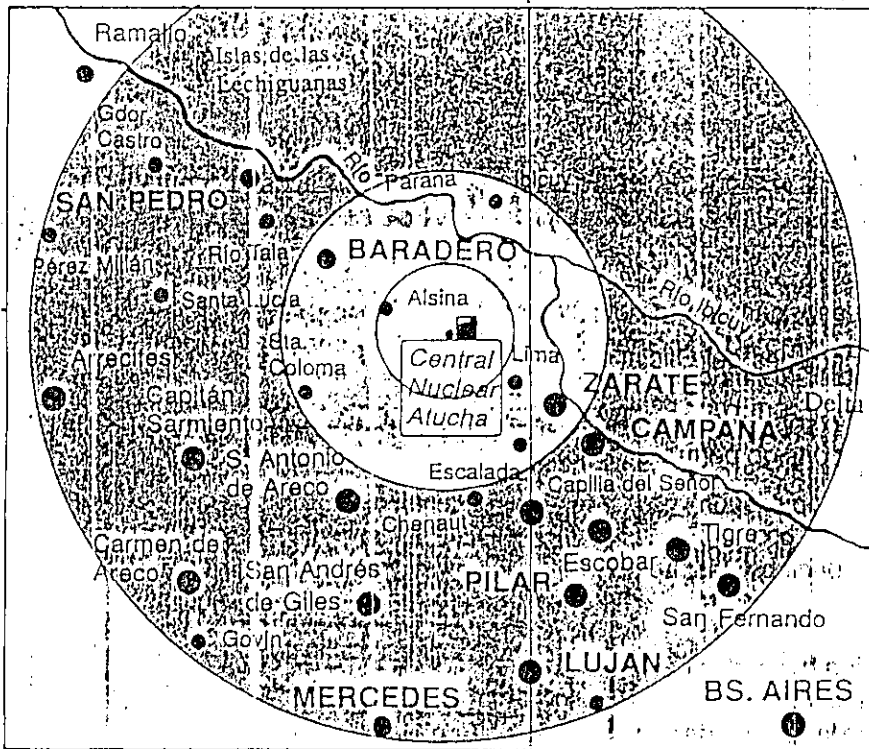 Ramallo
Islas de las
Lechiguanas
Gdor
Castro
Río
Paraná
Ibicuy
SAN PEDRO
BARADERO
Pérez Millán
Río Tala
Santa Lucía
Alsina
Río Ibicuy
Sta.
Coloma
Central
Nuclear
Atucha
Lima
Arrecifes
Capitán
Sarmiento
ZARATE
Delta
CAMPANA
S. Antonio
de Areco
Escalada
Capilla del Señor
Chenaut
Carmen de
Areco
San Andrés
de Giles
PILAR
Escobar
Tigre
San Fernando
Govin
LUJAN
MERCEDES
BS. AIRES